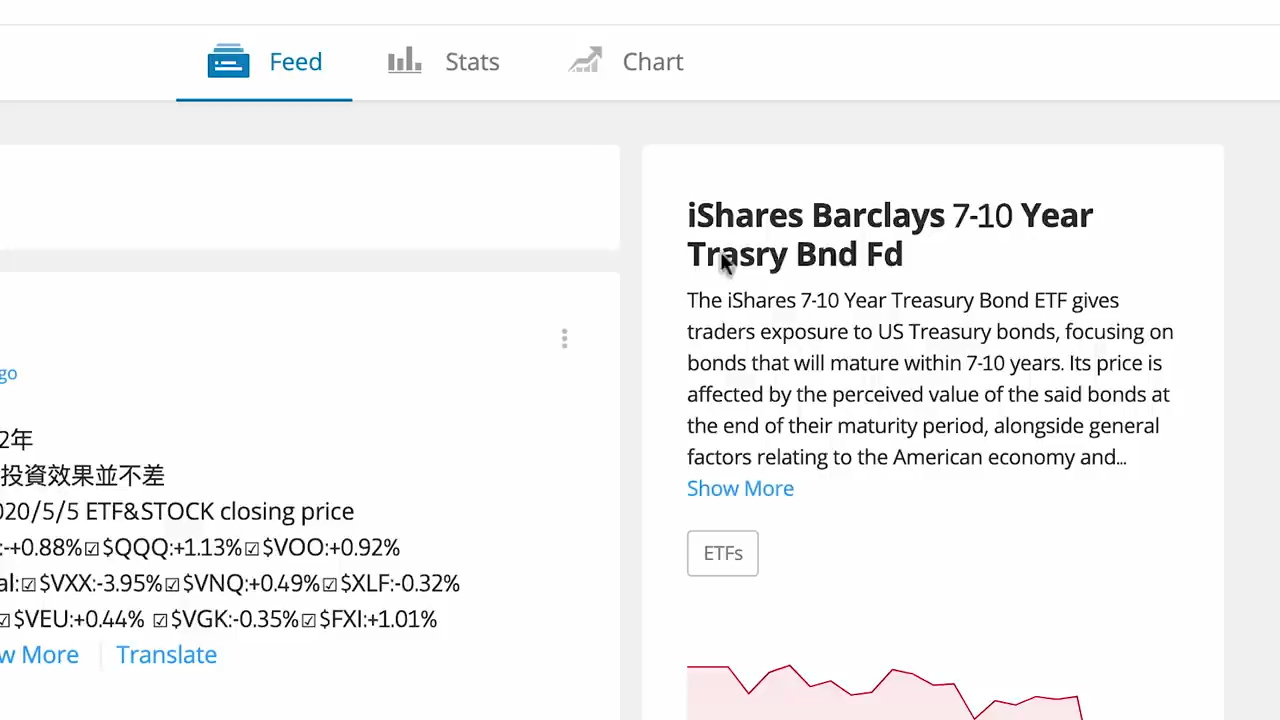 Feed
Stats
Chart
iShares Barclays 7-10 Year
Trasry Bnd Fd
The iShares 7-10 Year Treasury Bond ETF gives
traders exposure to US Treasury bonds, focusing on
bonds that will mature within 7-10 years. Its price is
affected by the perceived value of the said bonds at
the end of their maturity period, alongside general
factors relating to the American economy and...
Show More
ETFs
go
2年
投資效果並不差
020/5/5 ETF&STOCK closing price
:-+0.88%☑$QQQ:+1.13%☑$VOO:+0.92%
al:☑$VXX:-3.95%☑$VNQ:+0.49%☑$XLF:-0.32%
☑$VEU:+0.44% ☑$VGK:-0.35%☑$FXI:+1.01%
w More
Translate